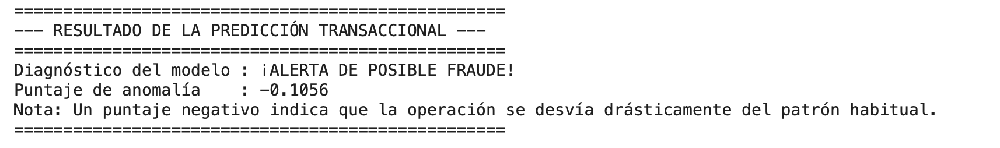 ==================================================
--- RESULTADO DE LA PREDICCIÓN TRANSACCIONAL ---
==================================================
Diagnóstico del modelo : ¡ALERTA DE POSIBLE FRAUDE!
Puntaje de anomalía    : -0.1056
Nota: Un puntaje negativo indica que la operación se desvía drásticamente del patrón habitual.
==================================================